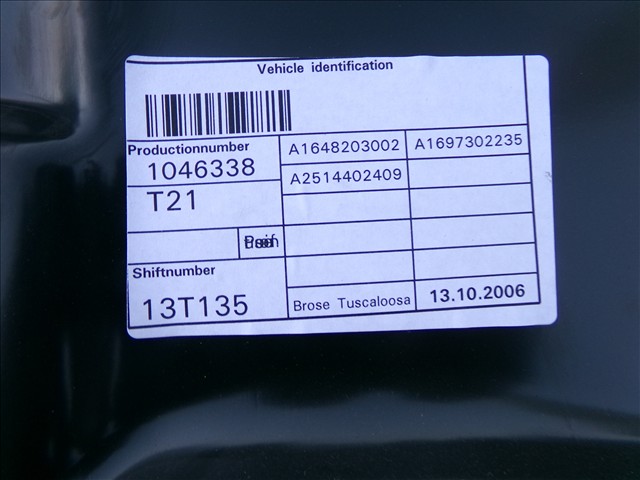 Vehicle identification
Productionnumber
1046338
A1648203002 A1697302235
T21
A2514402409
Shiftnumber
13T135
Brose Tuscaloosa 13.10.2006